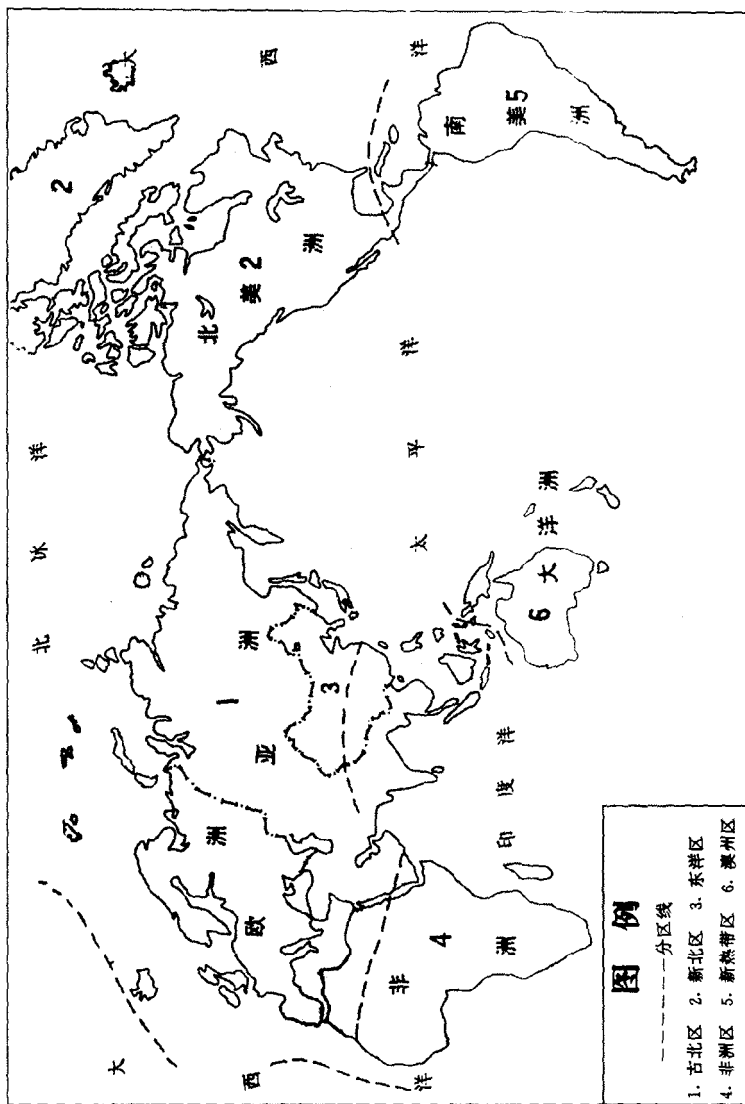 北冰洋
大西洋
大西洋
2
欧洲
亚洲
1
3
北美洲
2
太平洋
南美洲
5
非洲
4
印度洋
大洋洲
6
图例
------分区线
1. 古北区 2. 新北区 3. 东洋区
4. 非洲区 5. 新热带区 6. 澳州区